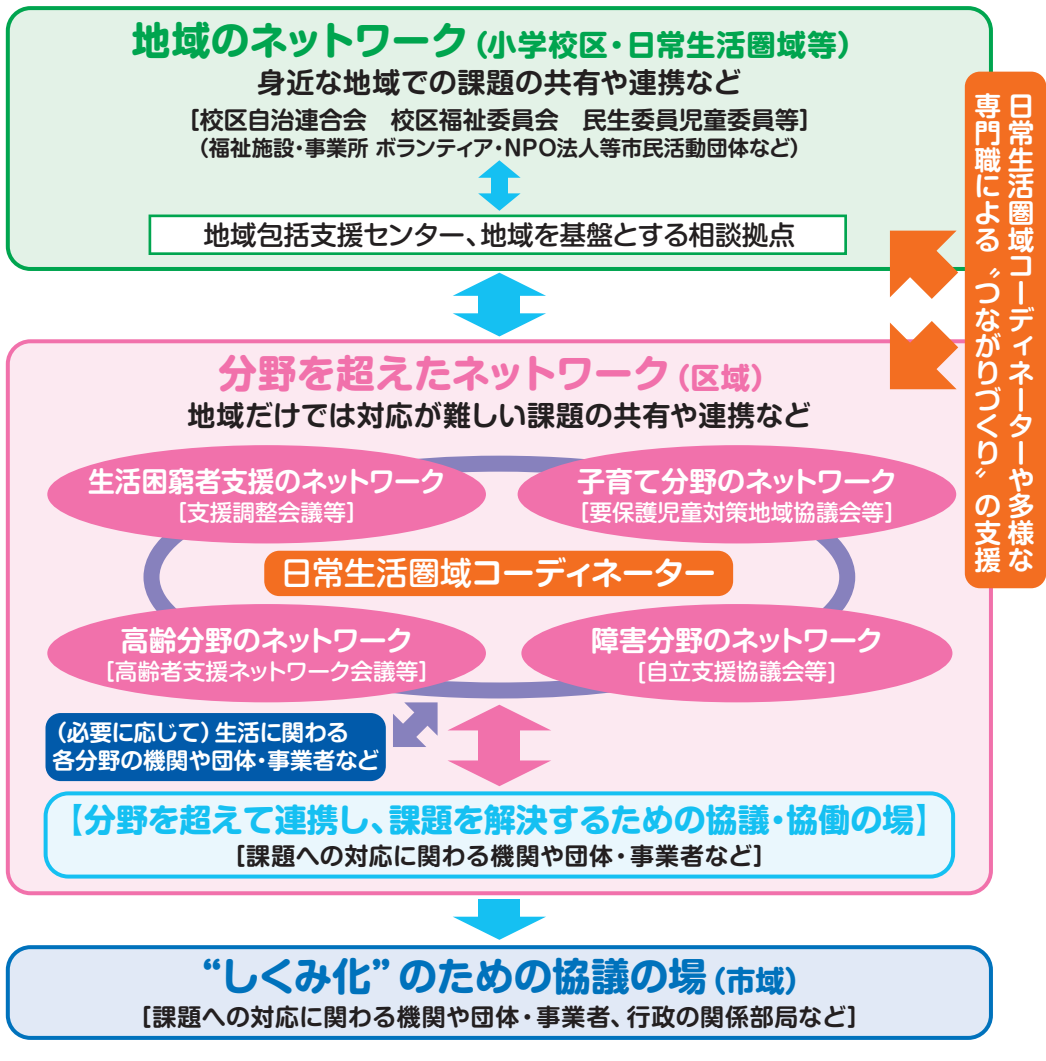 地域のネットワーク（小学校区・日常生活圏域等）
身近な地域での課題の共有や連携など
［校区自治連合会　校区福祉委員会　民生委員児童委員等］
（福祉施設・事業所 ボランティア・NPO法人等市民活動団体など）
地域包括支援センター、地域を基盤とする相談拠点
日常生活圏域コーディネーターや多様な
専門職による〝つながりづくり〟の支援
分野を超えたネットワーク（区域）
地域だけでは対応が難しい課題の共有や連携など
生活困窮者支援のネットワーク
［支援調整会議等］
子育て分野のネットワーク
［要保護児童対策地域協議会等］
日常生活圏域コーディネーター
高齢分野のネットワーク
［高齢者支援ネットワーク会議等］
障害分野のネットワーク
［自立支援協議会等］
（必要に応じて）生活に関わる
各分野の機関や団体・事業者など
【分野を超えて連携し、課題を解決するための協議・協働の場】
［課題への対応に関わる機関や団体・事業者など］
“しくみ化”のための協議の場（市域）
［課題への対応に関わる機関や団体・事業者、行政の関係部局など］